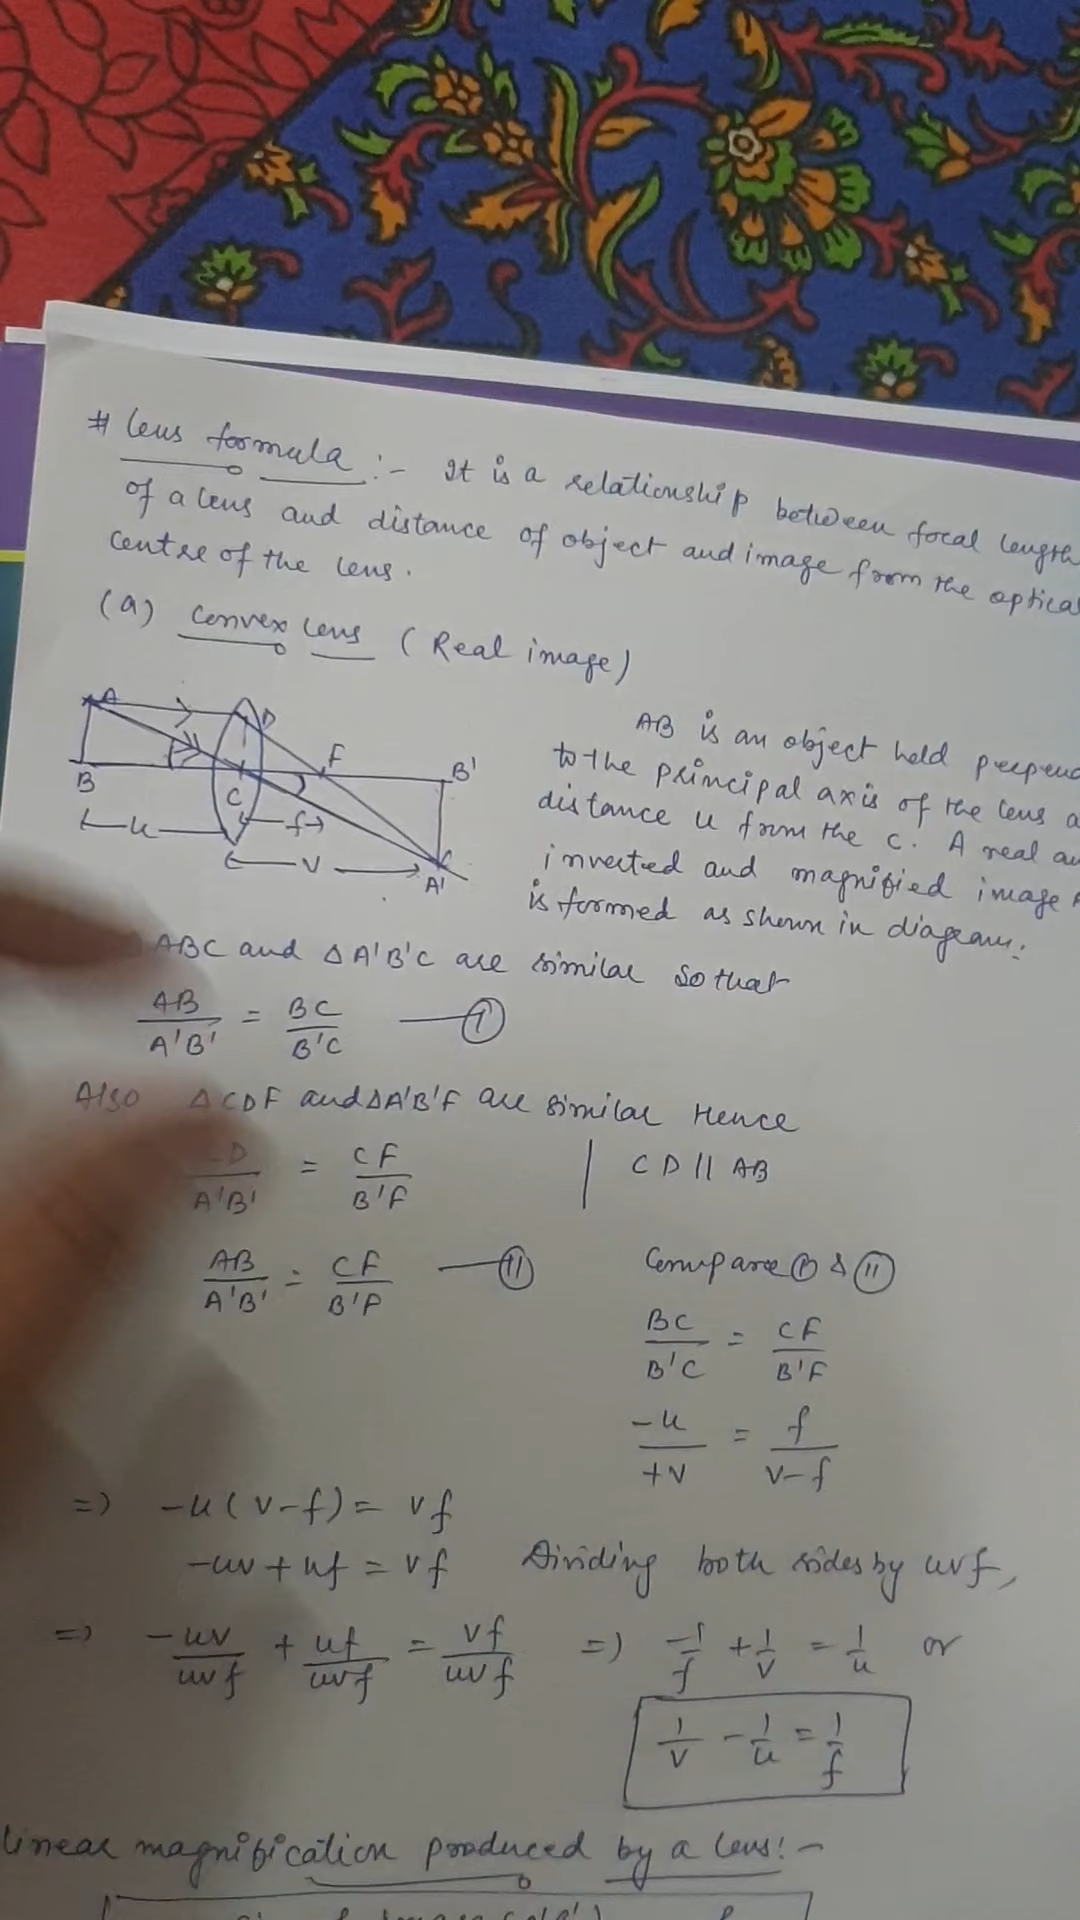 # Lens formula :- It is a relationship between focal length
of a lens and distance of object and image from the optical
centre of the lens.
(a) Convex lens (Real image)
A D F B' B C u f v A'
AB is an object held
to the principal axis of the lens
distance u from the C. A real
inverted and magnified image
is formed as shown in diagram.
ABC and Δ A'B'C are similar so that
AB/A'B' = BC/B'C — (I)
Also Δ CDF and Δ A'B'F are similar Hence
CD/A'B' = CF/B'F | CD || AB
AB/A'B' = CF/B'F — (II)
Compare (I) & (II)
BC/B'C = CF/B'F
-u/+v = f/v-f
=) -u(v-f) = vf
-uv + uf = vf Dividing both sides by uvf,
=) -uv/uvf + uf/uvf = vf/uvf =) -1/f + 1/v = 1/u or
1/v - 1/u = 1/f
linear magnification produced by a lens:-